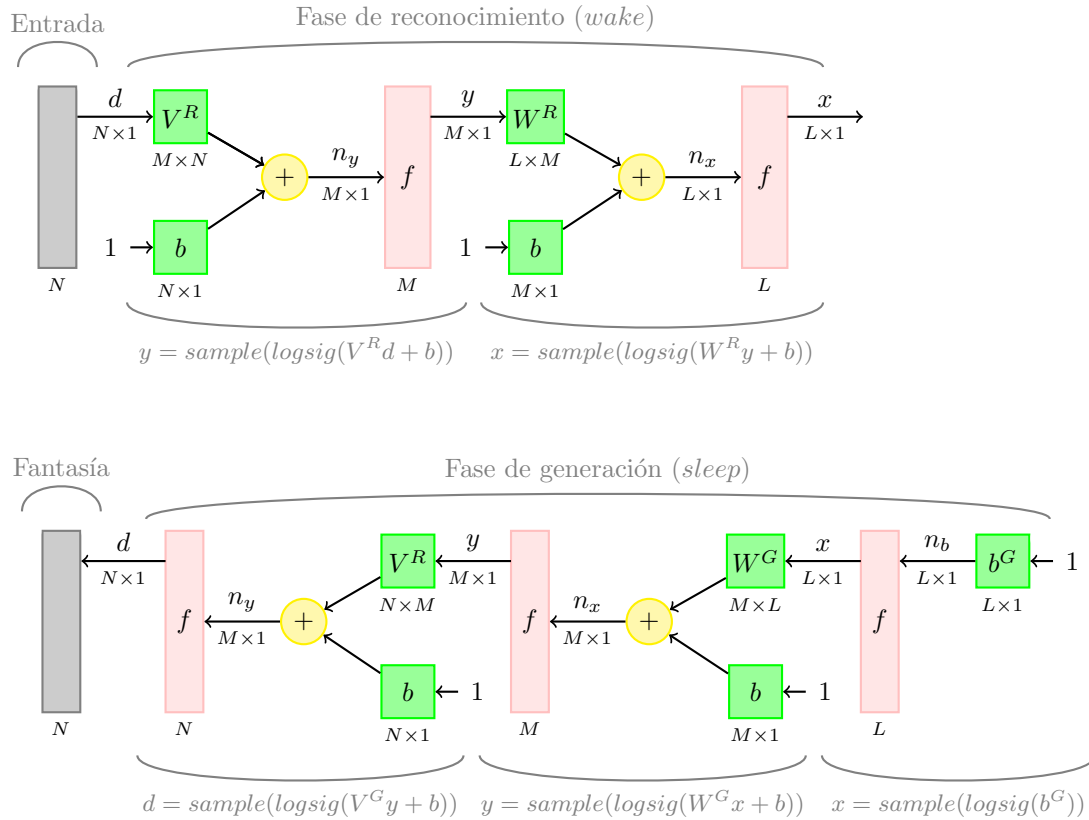 Entrada Fase de reconocimiento (wake)
d V^R y W^R x
N×1 M×N M×1 L×M L×1
+ n_y f + n_x f
M×1 L×1
1 b 1 b
N N×1 M M×1 L
y = sample(logsig(V^R d + b)) x = sample(logsig(W^R y + b))
Fantasía Fase de generación (sleep)
d V^R y W^G x n_b b^G 1
N×1 N×M M×1 M×L L×1 L×1 L×1
f n_y + f n_x + f
M×1 M×1
b 1 b 1
N N N×1 M M×1 L
d = sample(logsig(V^G y + b)) y = sample(logsig(W^G x + b)) x = sample(logsig(b^G))